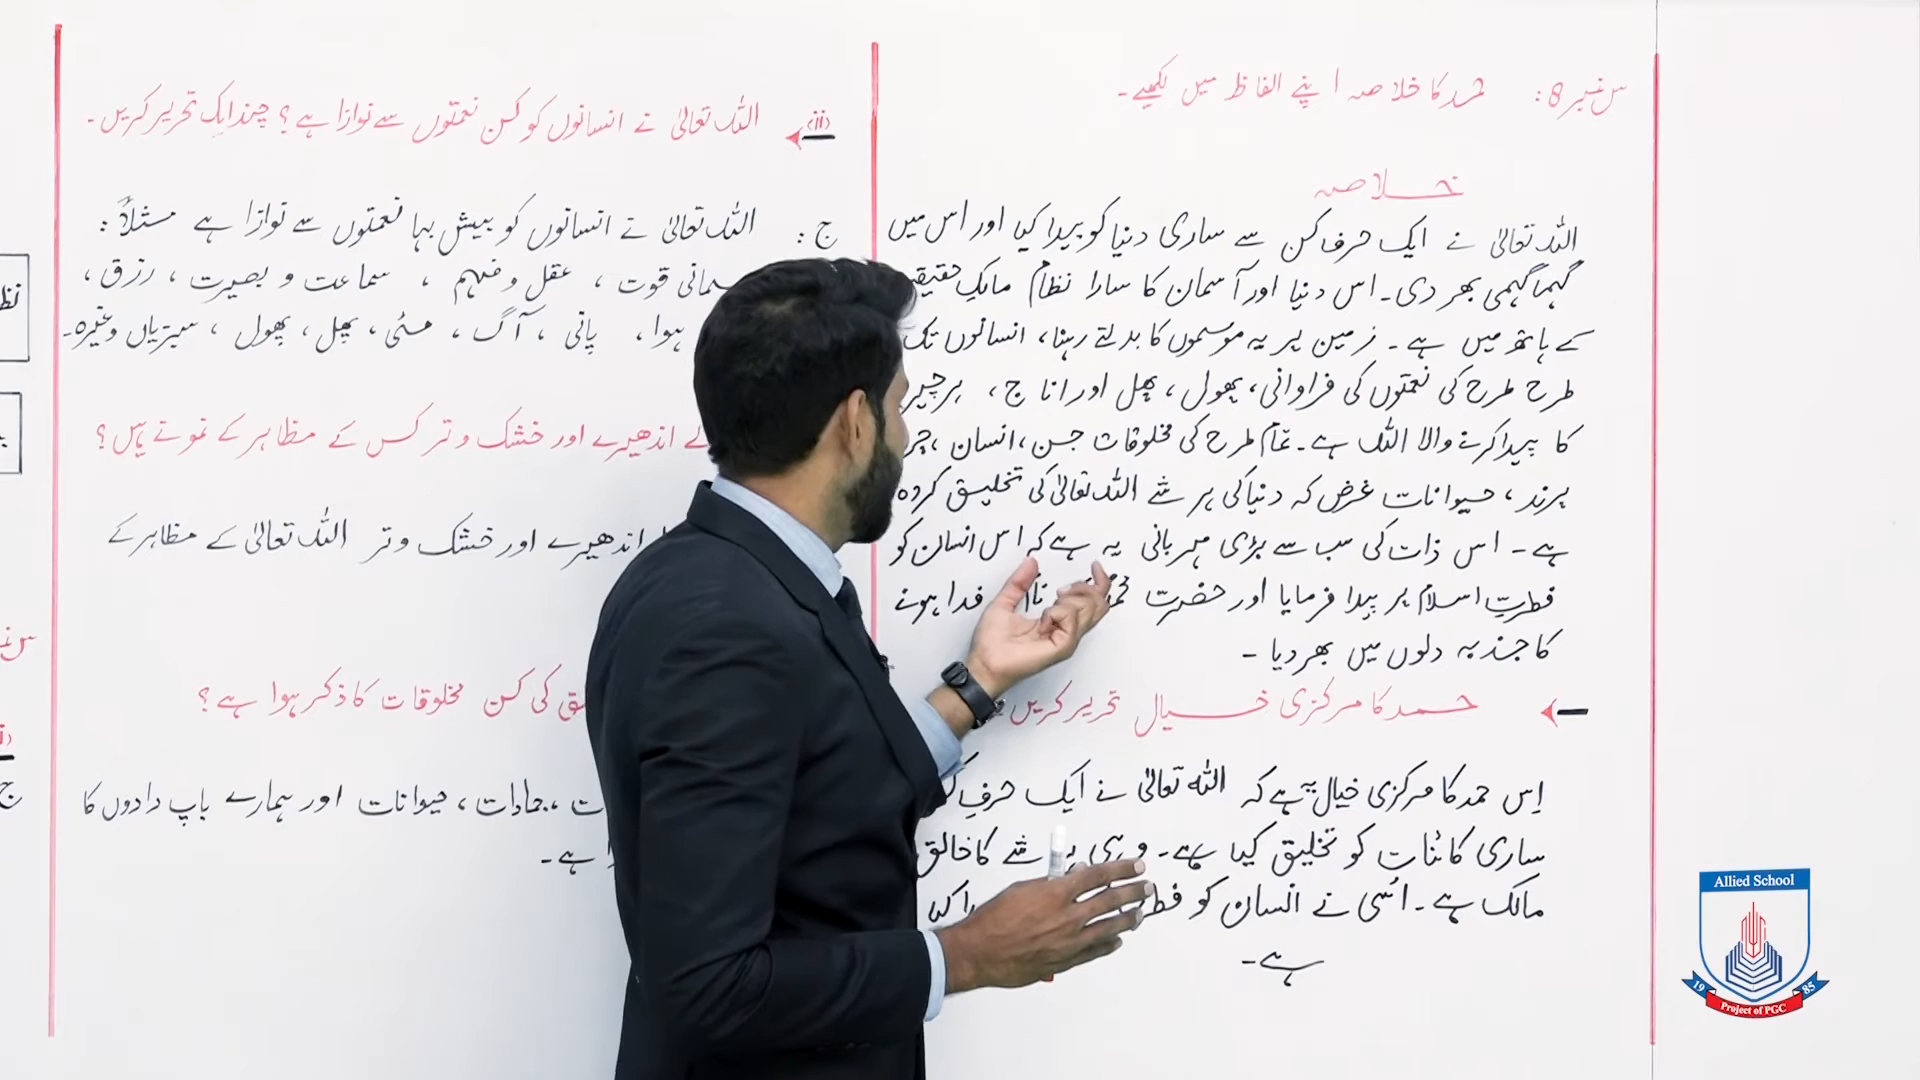 س نمبر 8: حمد کا خلاصہ اپنے الفاظ میں لکھیے۔
خلاصہ
اللہ تعالیٰ نے ایک حرف کن سے ساری دنیا کو پیدا کیا اور اس میں
گہما گہمی بھر دی۔ اس دنیا اور آسمان کا سارا نظام مالکِ حقیقی
کے ہاتھ میں ہے۔ زمین پر یہ موسموں کا بدلتے رہنا، انسانوں تک
طرح طرح کی نعمتوں کی فراوانی، پھول، پھل اور اناج، ہر چیز
کا پیدا کرنے والا اللہ ہے۔ تمام طرح کی مخلوقات جن، انسان،
پرند، حیوانات غرض کہ دنیا کی ہر شے اللہ تعالیٰ کی تخلیق کردہ
ہے۔ اس ذات کی سب سے بڑی مہربانی یہ ہے کہ اس انسان کو
فطرتِ اسلام پر پیدا فرمایا اور حضرت فدا ہونے
کا جذبہ دلوں میں بھر دیا۔
حمد کا مرکزی خیال تحریر کریں
اِس حمد کا مرکزی خیال یہ ہے کہ اللہ تعالیٰ نے ایک حرفِ
ساری کائنات کو تخلیق کیا ہے۔ وہی ہر شے کا خالق
مالک ہے۔ اُسی نے انسان کو
ہے۔
(ii) اللہ تعالیٰ نے انسانوں کو کن نعمتوں سے نوازا ہے؟ چند ایک تحریر کریں۔
ج: اللہ تعالیٰ نے انسانوں کو بیش بہا نعمتوں سے نوازا ہے مثلاً:
قوت، عقل و فہم، سماعت و بصیرت، رزق،
ہوا، پانی، آگ، مٹی، پھل، پھول، سبزیاں وغیرہ۔
اندھیرے اور خشک و تر کس کے مظاہر کے نمونے ہیں؟
اندھیرے اور خشک و تر اللہ تعالیٰ کے مظاہر کے
کی کن مخلوقات کا ذکر ہوا ہے؟
جمادات، حیوانات اور ہمارے باپ دادوں کا
ہے۔
ج
Allied School
1985
Project of PGC